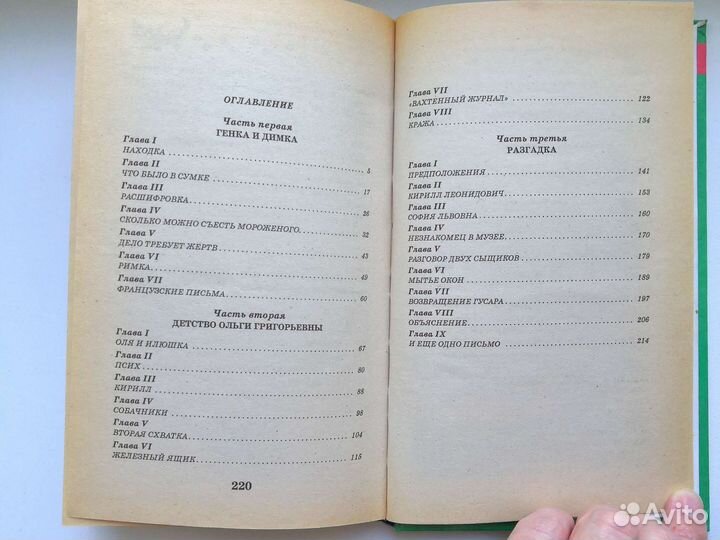 ОГЛАВЛЕНИЕ
Часть первая
ГЕНКА И ДИМКА
Глава I
НАХОДКА 5
Глава II
ЧТО БЫЛО В СУМКЕ 17
Глава III
РАСШИФРОВКА 26
Глава IV
СКОЛЬКО МОЖНО СЪЕСТЬ МОРОЖЕНОГО 32
Глава V
ДЕЛО ТРЕБУЕТ ЖЕРТВ 43
Глава VI
РИМКА 49
Глава VII
ФРАНЦУЗСКИЕ ПИСЬМА 60
Часть вторая
ДЕТСТВО ОЛЬГИ ГРИГОРЬЕВНЫ
Глава I
ОЛЯ И ИЛЮШКА 67
Глава II
ПСИХ 80
Глава III
КИРИЛЛ 88
Глава IV
СОБАЧНИКИ 98
Глава V
ВТОРАЯ СХВАТКА 104
Глава VI
ЖЕЛЕЗНЫЙ ЯЩИК 115
220
Глава VII
«ВАХТЕННЫЙ ЖУРНАЛ» 122
Глава VIII
КРАЖА 134
Часть третья
РАЗГАДКА
Глава I
ПРЕДПОЛОЖЕНИЯ 141
Глава II
КИРИЛЛ ЛЕОНИДОВИЧ 153
Глава III
СОФИЯ ЛЬВОВНА 160
Глава IV
НЕЗНАКОМЕЦ В МУЗЕЕ 170
Глава V
РАЗГОВОР ДВУХ СЫЩИКОВ 179
Глава VI
МЫТЬЕ ОКОН 189
Глава VII
ВОЗВРАЩЕНИЕ ГУСАРА 197
Глава VIII
ОБЪЯСНЕНИЕ 206
Глава IX
И ЕЩЕ ОДНО ПИСЬМО 214
Avito